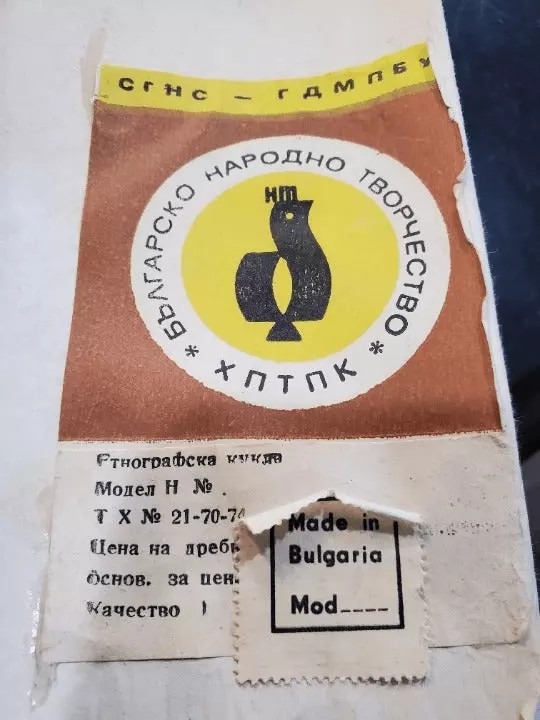 СГНС – ГДМПБУ
* БЪЛГАРСКО НАРОДНО ТВОРЧЕСТВО *
нт
ХПТПК
Етнографска кукла
Модел Н №
Т Х № 21-70-74
Цена на дреб
Основ. за цен.
Качество I
Made in
Bulgaria
Mod____